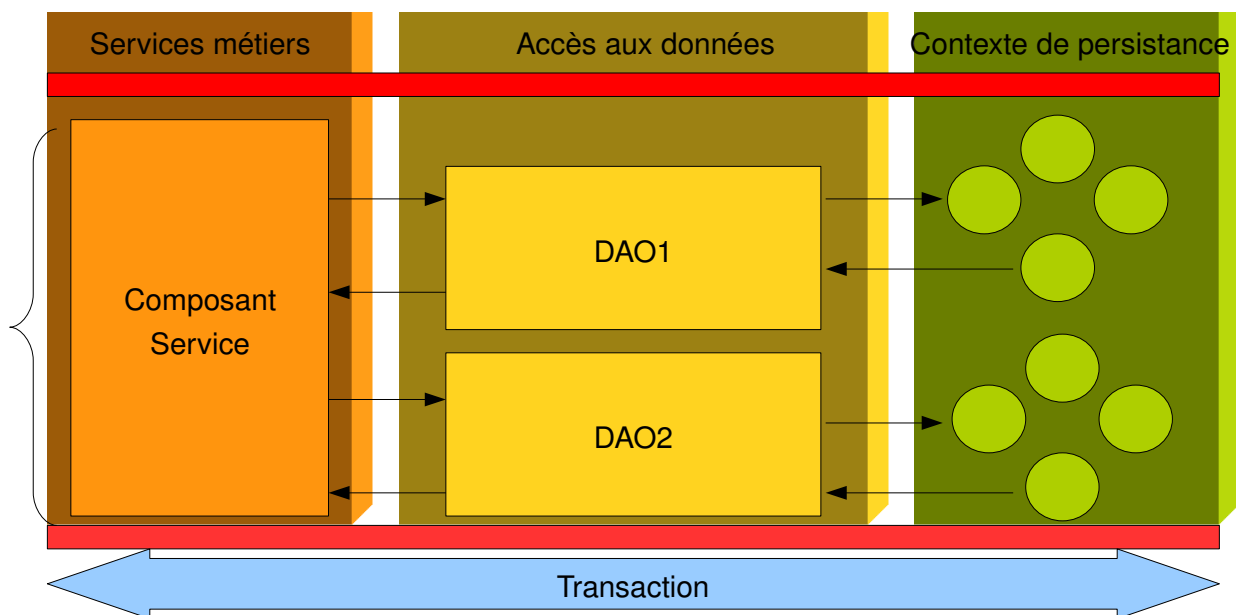 Services métiers
Accès aux données
Contexte de persistance
Composant
Service
DAO1
DAO2
Transaction